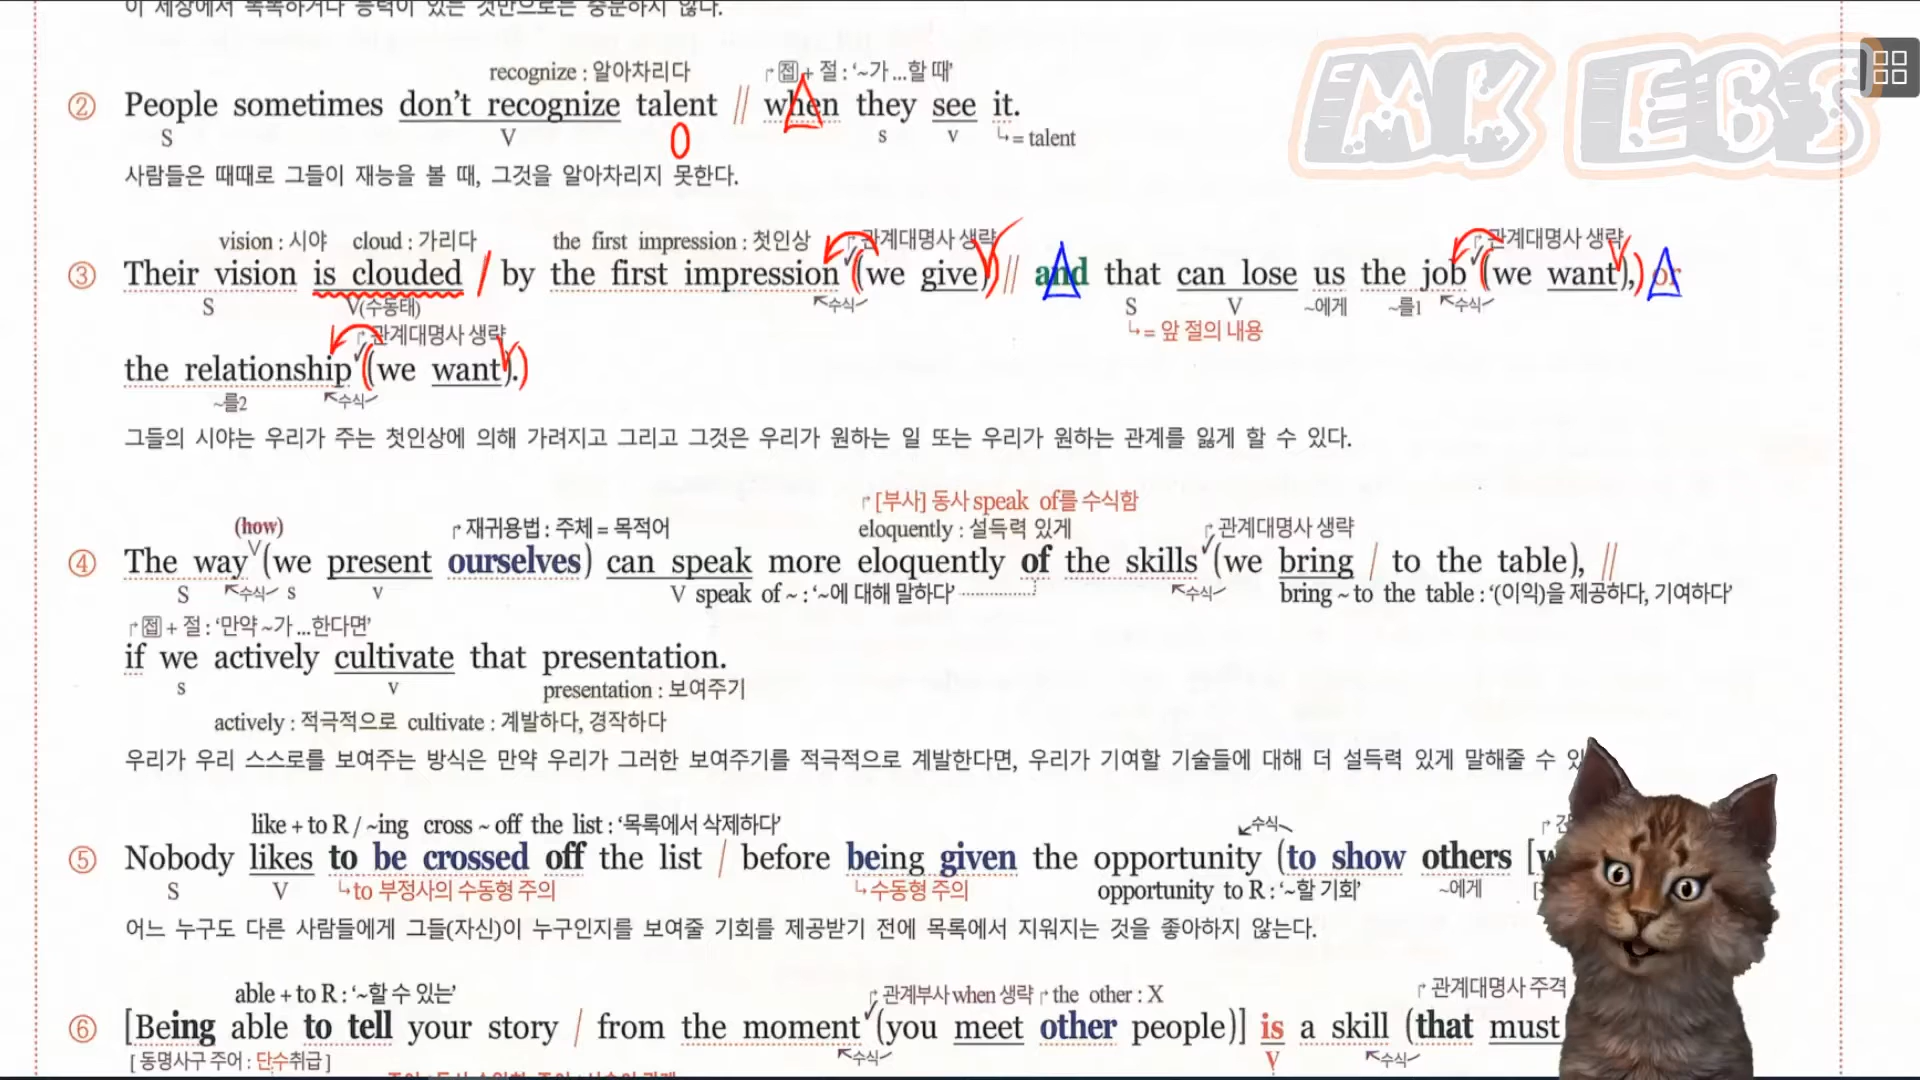 이 세상에서 똑똑하거나 능력이 있는 것만으로는 충분하지 않다.
MK EBS
recognize : 알아차리다 ↱접 + 절 : ‘~가 ...할 때’
② People sometimes don’t recognize talent // when they see it.
S V O s v ↳= talent
사람들은 때때로 그들이 재능을 볼 때, 그것을 알아차리지 못한다.
vision : 시야 cloud : 가리다 the first impression : 첫인상 ↱관계대명사 생략 ↱관계대명사 생략
③ Their vision is clouded / by the first impression (we give) // and that can lose us the job (we want), or
S V(수동태) ↖수식 S V ~에게 ~를1 ↖수식
↳= 앞 절의 내용
↱관계대명사 생략
the relationship (we want).
~를2 ↖수식
그들의 시야는 우리가 주는 첫인상에 의해 가려지고 그리고 그것은 우리가 원하는 일 또는 우리가 원하는 관계를 잃게 할 수 있다.
↱[부사] 동사 speak of를 수식함
(how) ↱재귀용법 : 주체 = 목적어 eloquently : 설득력 있게 ↱관계대명사 생략
④ The way (we present ourselves) can speak more eloquently of the skills (we bring / to the table), //
S ↖수식 s v V speak of ~ : ‘~에 대해 말하다’ ↖수식 bring ~ to the table : ‘(이익)을 제공하다, 기여하다’
↱접 + 절 : ‘만약 ~가 ...한다면’
if we actively cultivate that presentation.
s v presentation : 보여주기
actively : 적극적으로 cultivate : 계발하다, 경작하다
우리가 우리 스스로를 보여주는 방식은 만약 우리가 그러한 보여주기를 적극적으로 계발한다면, 우리가 기여할 기술들에 대해 더 설득력 있게 말해줄 수
like + to R / ~ing cross ~ off the list : ‘목록에서 삭제하다’ ↙수식
⑤ Nobody likes to be crossed off the list / before being given the opportunity (to show others [
S V ↳to 부정사의 수동형 주의 ↳수동형 주의 opportunity to R : ‘~할 기회’ ~에게
어느 누구도 다른 사람들에게 그들(자신)이 누구인지를 보여줄 기회를 제공받기 전에 목록에서 지워지는 것을 좋아하지 않는다.
able + to R : ‘~할 수 있는’ ↱관계부사 when 생략 ↱the other : X ↱관계대명사 주격
⑥ [Being able to tell your story / from the moment (you meet other people)] is a skill (that must
[ 동명사구 주어 : 단수취급 ] ↖수식 V ↖수식